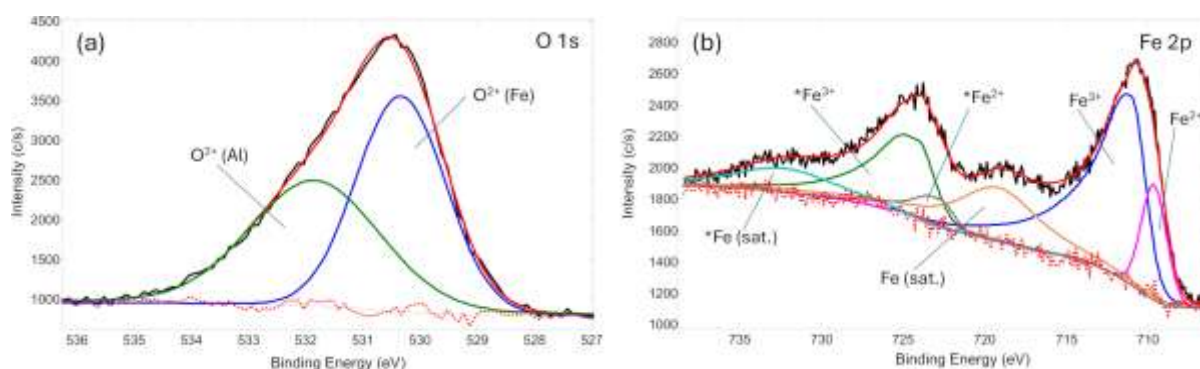 (a)
O 1s
O²⁺ (Fe)
O²⁺ (Al)
Intensity (c/s)
4500
4000
3500
3000
2500
2000
1500
1000
536 535 534 533 532 531 530 529 528 527
Binding Energy (eV)
(b)
Fe 2p
*Fe³⁺
*Fe²⁺
Fe³⁺
Fe²⁺
*Fe (sat.)
Fe (sat.)
Intensity (c/s)
2800
2600
2400
2200
2000
1800
1600
1400
1200
1000
735 730 725 720 715 710
Binding Energy (eV)